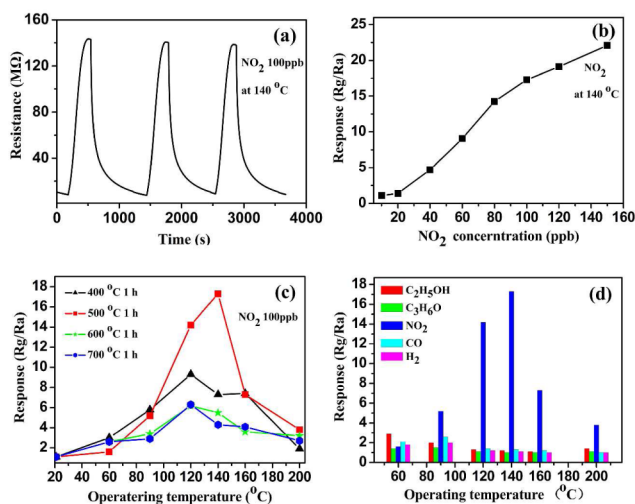 (a)
NO2 100ppb
at 140 °C
Resistance (MΩ)
160
120
80
40
0 1000 2000 3000 4000
Time (s)
(b)
NO2
at 140 °C
Response (Rg/Ra)
25
20
15
10
5
0
20 40 60 80 100 120 140 160
NO2 concerntration (ppb)
(c)
NO2 100ppb
400 °C 1 h
500 °C 1 h
600 °C 1 h
700 °C 1 h
Response (Rg/Ra)
18
16
14
12
10
8
6
4
2
20 40 60 80 100 120 140 160 180 200
Operatering temperature (°C)
(d)
C2H5OH
C3H6O
NO2
CO
H2
Response (Rg/Ra)
18
16
14
12
10
8
6
4
2
0
60 80 100 120 140 160 180 200
Operating temperature (°C)